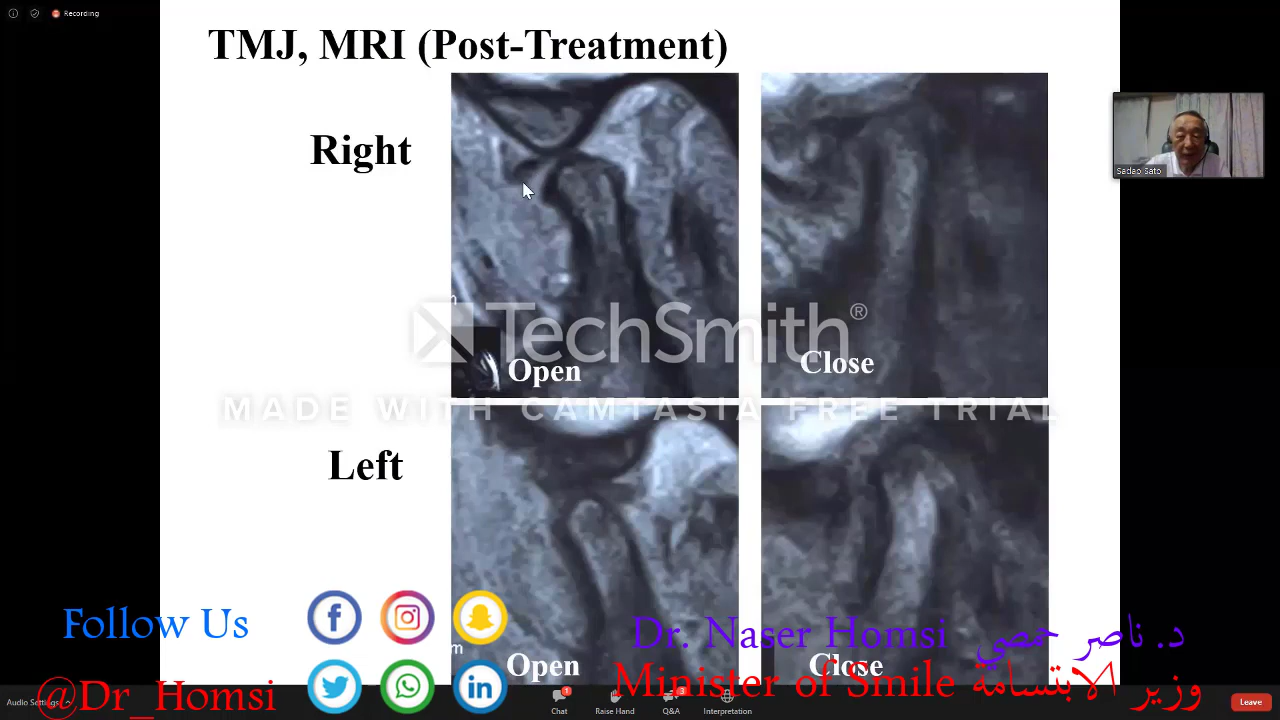 Recording
TMJ, MRI (Post-Treatment)
Right
Sadao Sato
m
TechSmith®
Open
Close
MADE WITH CAMTASIA FREE TRIAL
Left
Follow Us
Dr. Naser Homsi د. ناصر حمصي
m
Open
Close
@Dr_Homsi
Minister of Smile وزير الابتسامة
Audio Settings
1
Chat
Raise Hand
3
Q&A
Interpretation
Leave